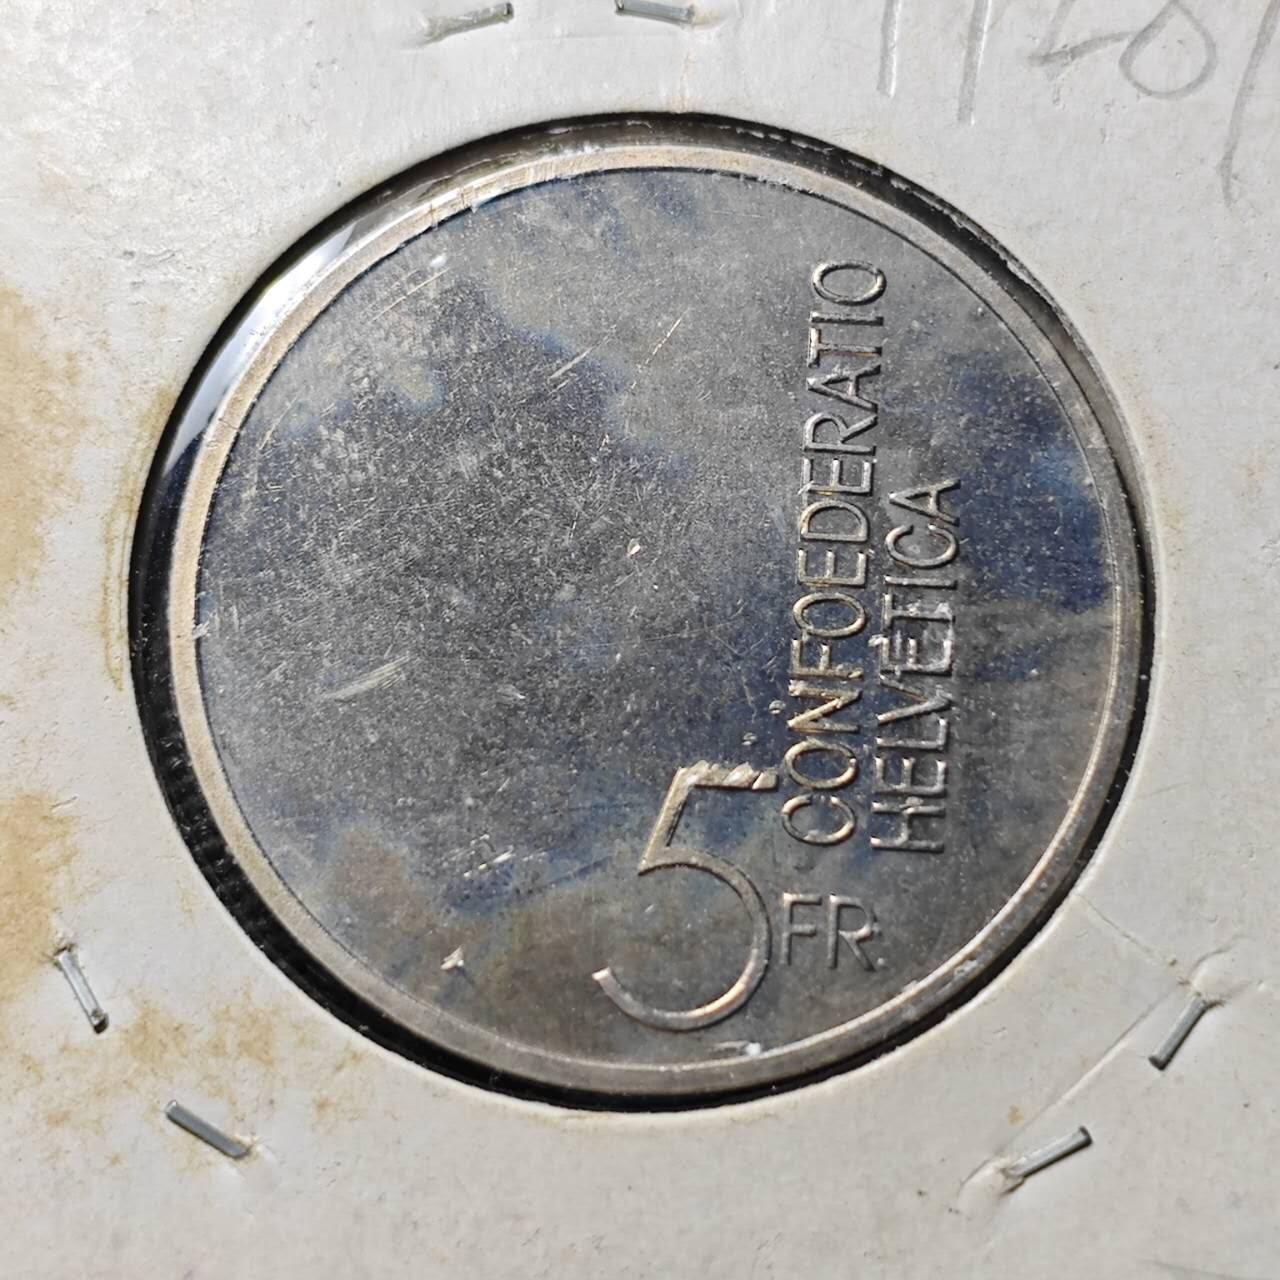 CONFOEDERATIO
HELVETICA
5 FR.